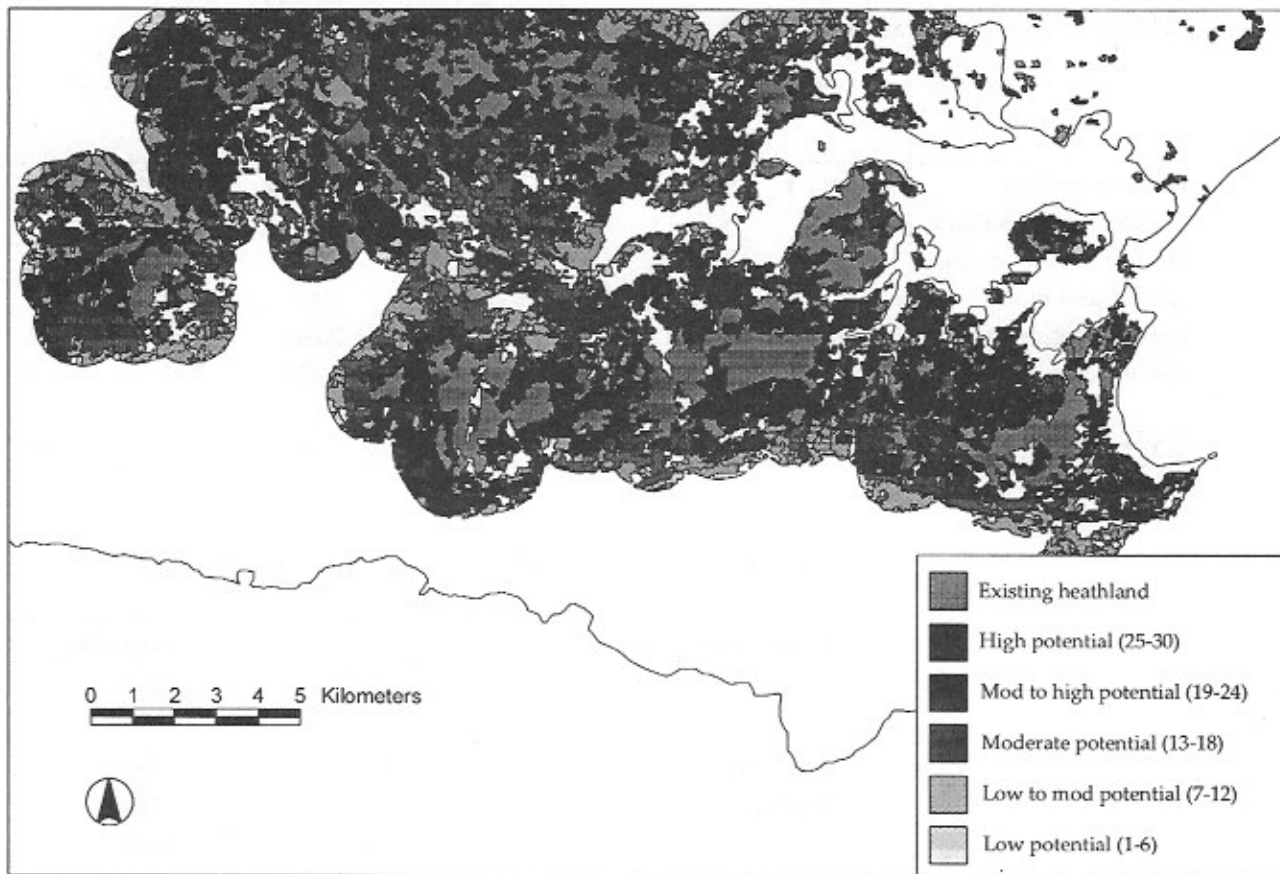 Existing heathland
High potential (25-30)
Mod to high potential (19-24)
Moderate potential (13-18)
Low to mod potential (7-12)
Low potential (1-6)
0 1 2 3 4 5 Kilometers